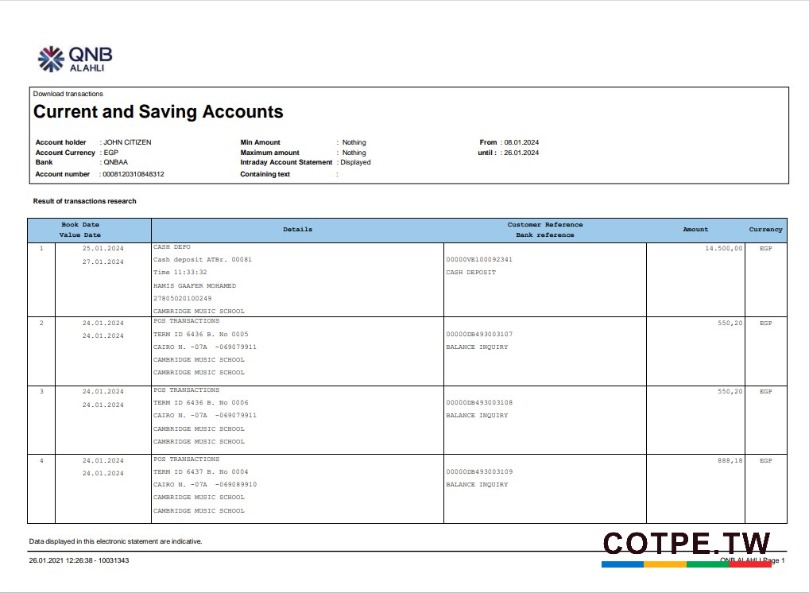 QNB
ALAHLI
Download transactions
Current and Saving Accounts
Account holder : JOHN CITIZEN
Account Currency : EGP
Bank : QNBAA
Account number : 0008120310848312
Min Amount : Nothing
Maximum amount : Nothing
Intraday Account Statement : Displayed
Containing text :
From : 08.01.2024
until : : 26.01.2024
Result of transactions research
Book Date
Value Date
Details
Customer Reference
Bank reference
Amount
Currency
1
25.01.2024
27.01.2024
CASH DEPO
Cash deposit ATBr. 00081
Time 11:33:32
HAMIS GAAFER MOHAMED
27805020100249
CAMBRIDGE MUSIC SCHOOL
00000VB100092341
CASH DEPOSIT
14.500,00
EGP
2
24.01.2024
24.01.2024
POS TRANSACTIONS
TERM ID 6436 B. No 0005
CAIRO N. -07A -069079911
CAMBRIDGE MUSIC SCHOOL
CAMBRIDGE MUSIC SCHOOL
00000DB493003107
BALANCE INQUIRY
550,20
EGP
3
24.01.2024
24.01.2024
POS TRANSACTIONS
TERM ID 6436 B. No 0006
CAIRO N. -07A -069079911
CAMBRIDGE MUSIC SCHOOL
CAMBRIDGE MUSIC SCHOOL
00000DB493003108
BALANCE INQUIRY
550,20
EGP
4
24.01.2024
24.01.2024
POS TRANSACTIONS
TERM ID 6437 B. No 0004
CAIRO N. -07A -069089910
CAMBRIDGE MUSIC SCHOOL
CAMBRIDGE MUSIC SCHOOL
00000DB493003109
BALANCE INQUIRY
888,18
EGP
Data displayed in this electronic statement are indicative.
26.01.2021 12:26:38 - 10031343
COTPE.TW
QNB ALAHLI Page 1